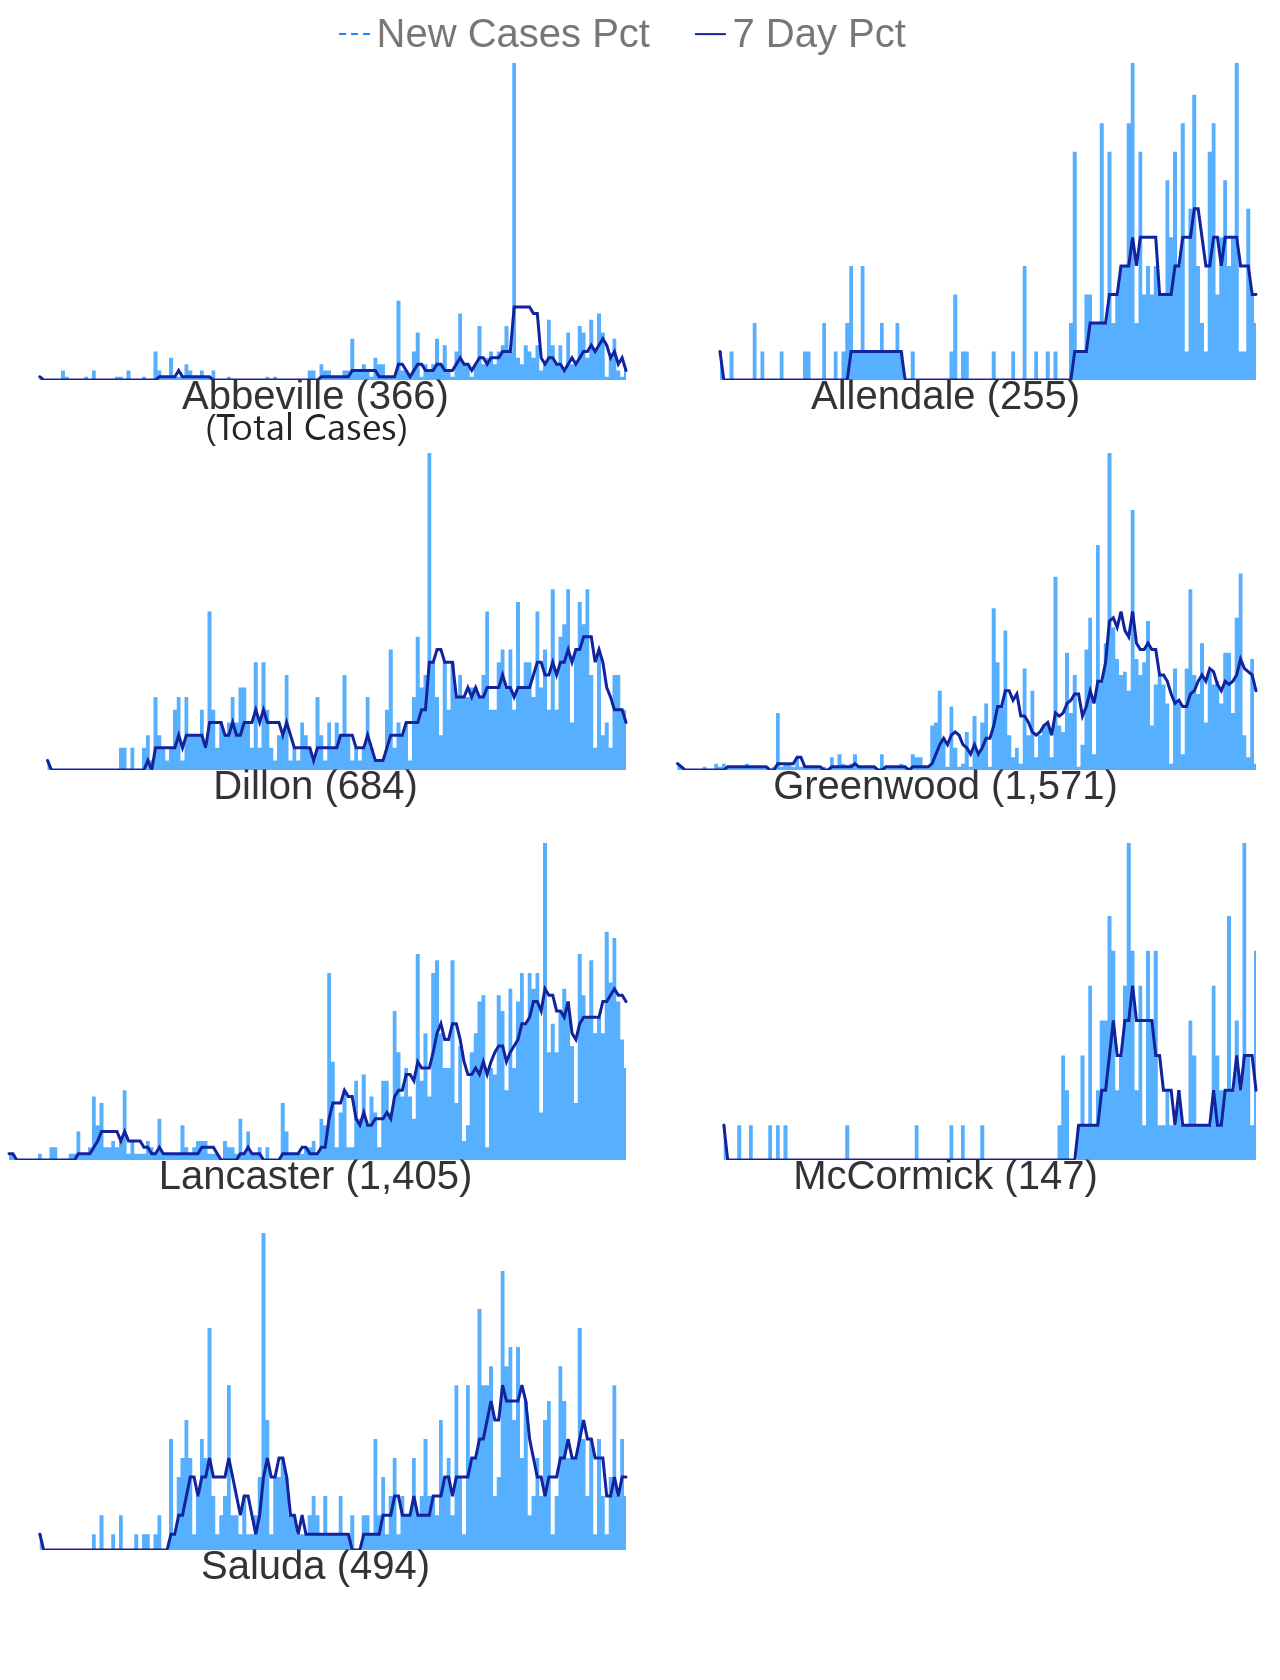 New Cases Pct 7 Day Pct
Abbeville (366) Allendale (255)
(Total Cases)
Dillon (684) Greenwood (1,571)
Lancaster (1,405) McCormick (147)
Saluda (494)